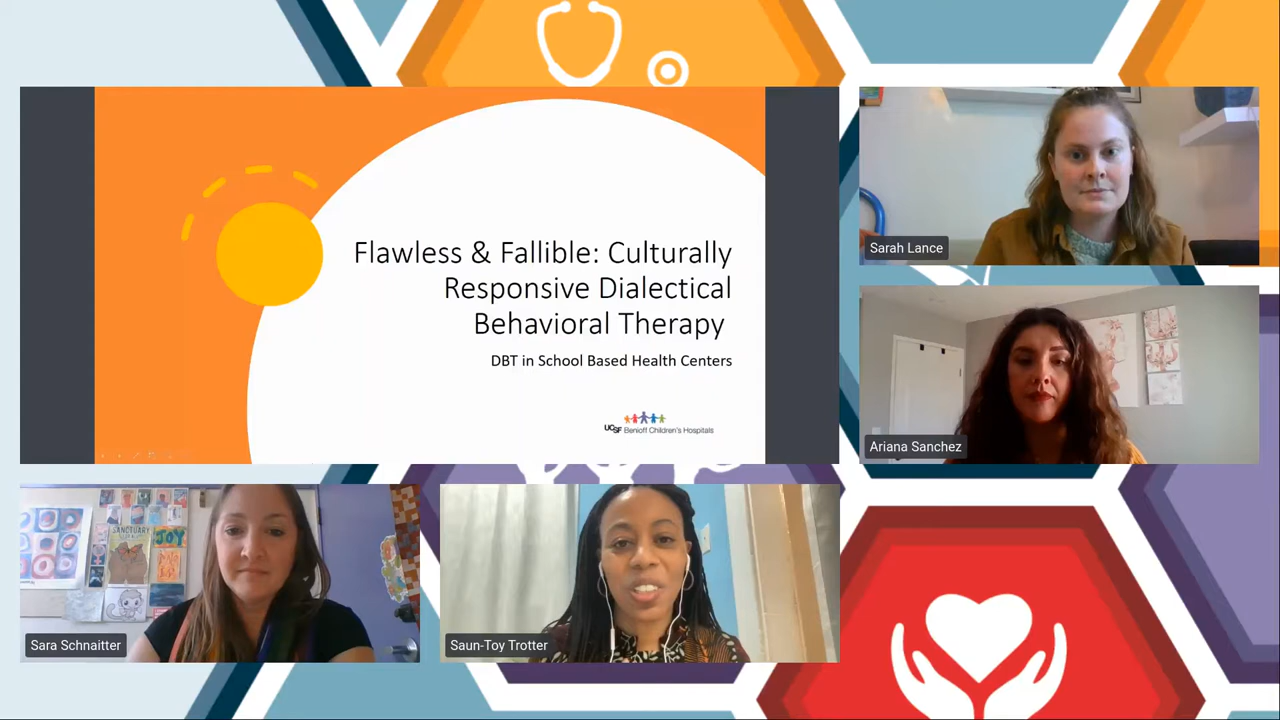 Flawless & Fallible: Culturally
Responsive Dialectical
Behavioral Therapy
DBT in School Based Health Centers
UCSF Benioff Children's Hospitals
Sarah Lance
Ariana Sanchez
SANCTUARY
JOY
Sara Schnaitter
Saun-Toy Trotter